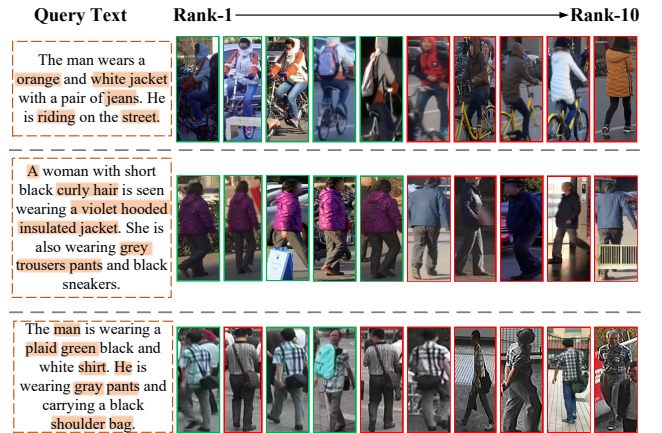 Query Text Rank-1 Rank-10
The man wears a
orange and white jacket
with a pair of jeans. He
is riding on the street.
A woman with short
black curly hair is seen
wearing a violet hooded
insulated jacket. She is
also wearing grey
trousers pants and black
sneakers.
The man is wearing a
plaid green black and
white shirt. He is
wearing gray pants and
carrying a black
shoulder bag.